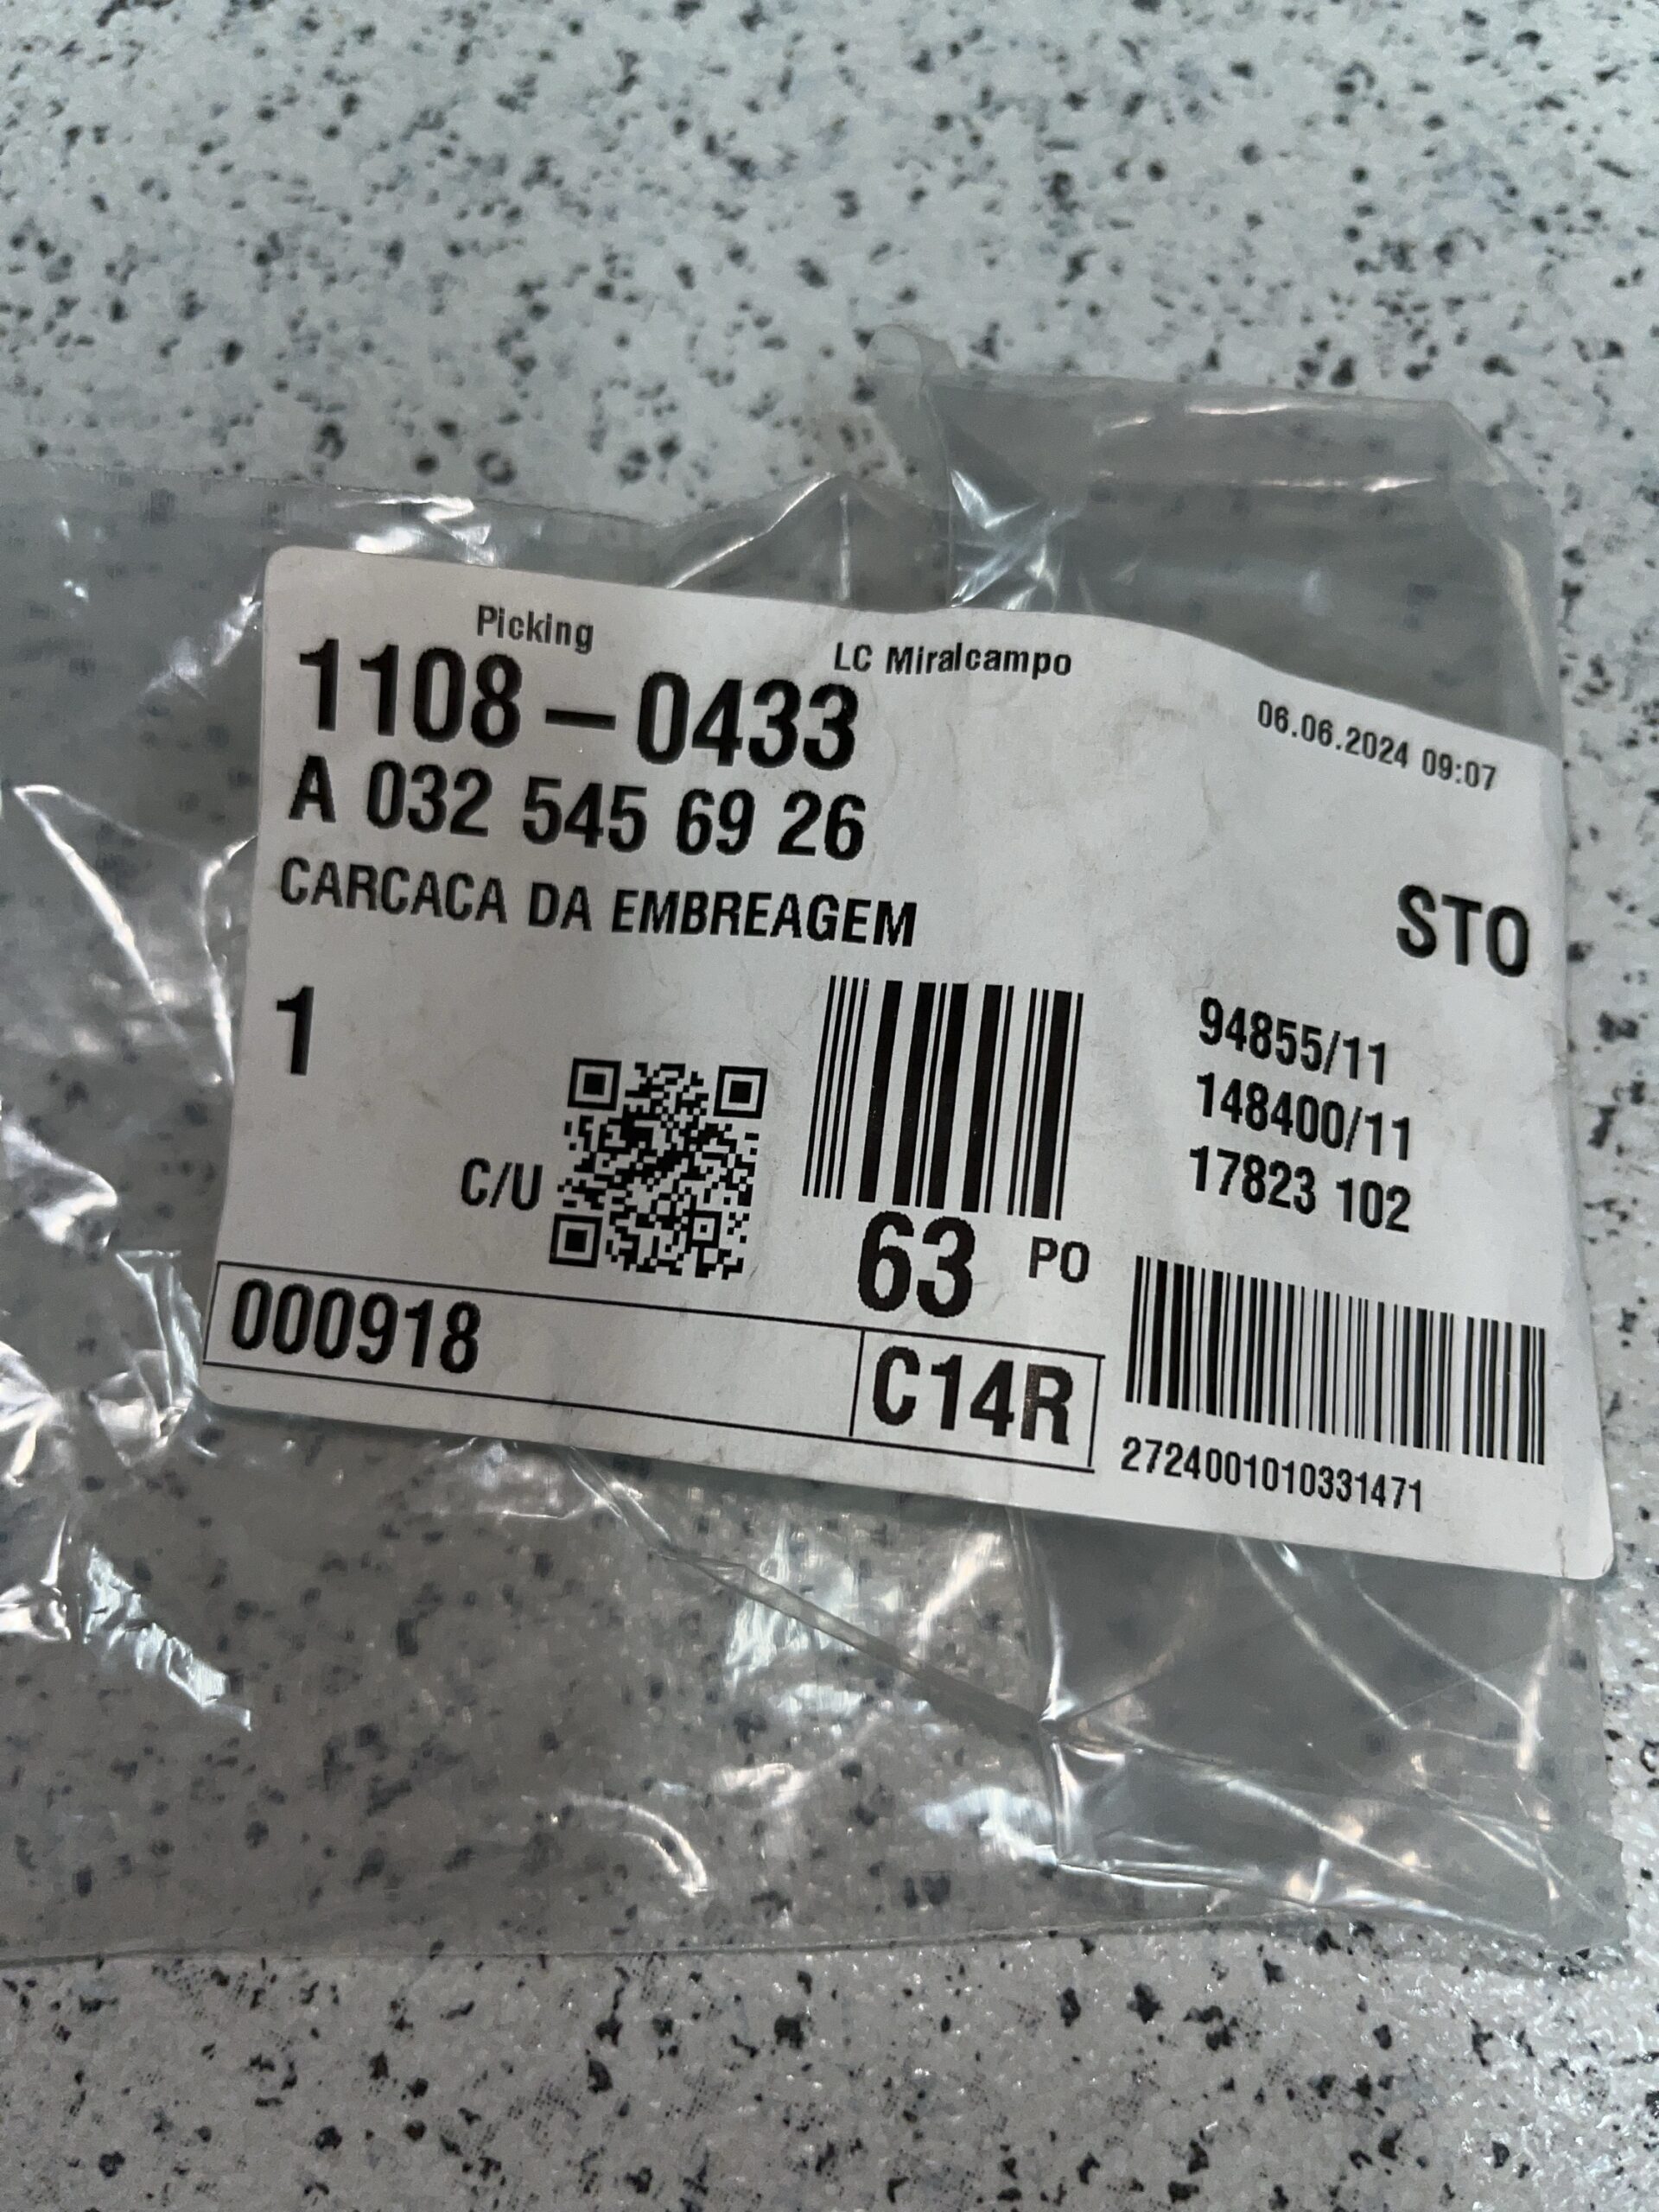 Picking
LC Miralcampo
1108-0433
06.06.2024 09:07
A 032 545 69 26
CARCACA DA EMBREAGEM
STO
1
94855/11
148400/11
17823 102
C/U
63 PO
000918
C14R
2724001010331471